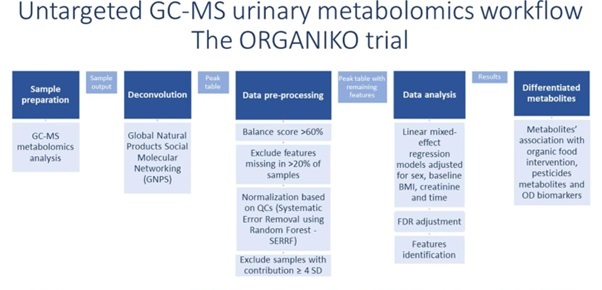 Untargeted GC-MS urinary metabolomics workflow
The ORGANIKO trial
Sample
preparation
Sample
output
Deconvolution
Peak
table
Data pre-processing
Peak table with
remaining
features
Data analysis
Results
Differentiated
metabolites
GC-MS
metabolomics
analysis
Global Natural
Products Social
Molecular
Networking
(GNPS)
Balance score >60%
Exclude features
missing in >20% of
samples
Normalization based
on QCs (Systematic
Error Removal using
Random Forest -
SERRF)
Exclude samples with
contribution ≥ 4 SD
Linear mixed-
effect
regression
models adjusted
for sex, baseline
BMI, creatinine
and time
FDR adjustment
Features
identification
Metabolites'
association with
organic food
intervention,
pesticides
metabolites and
OD biomarkers